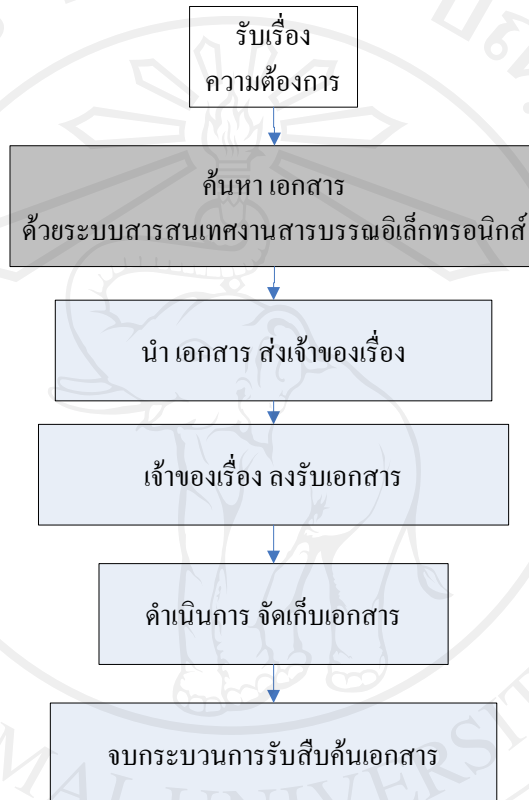 รับเรื่อง
ความต้องการ
ค้นหา เอกสาร
ด้วยระบบสารสนเทศงานสารบรรณอิเล็กทรอนิกส์
นำ เอกสาร ส่งเจ้าของเรื่อง
เจ้าของเรื่อง ลงรับเอกสาร
ดำเนินการ จัดเก็บเอกสาร
จบกระบวนการรับสืบค้นเอกสาร